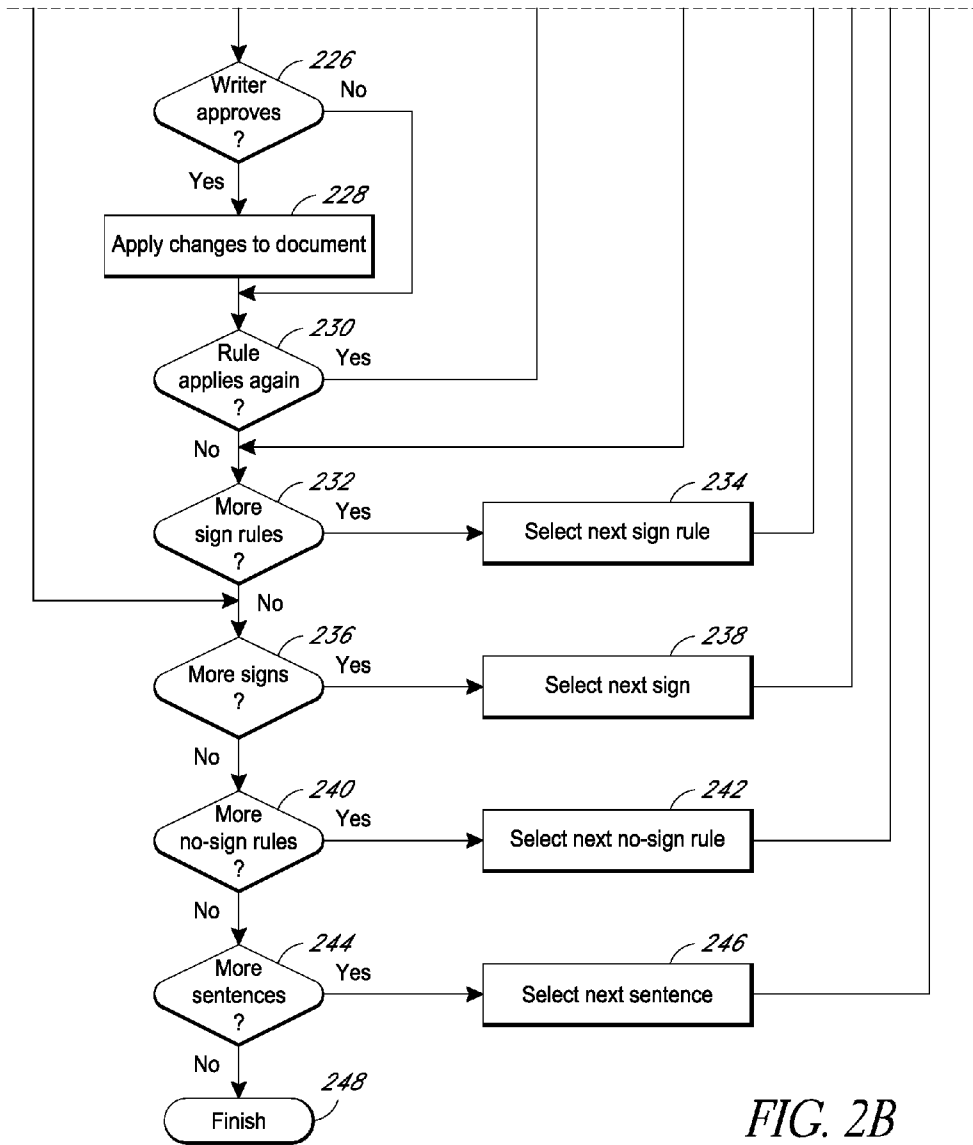 226
Writer
approves
?
No
Yes
228
Apply changes to document
230
Rule
applies again
?
Yes
No
232
More
sign rules
?
Yes
234
Select next sign rule
No
236
More signs
?
Yes
238
Select next sign
No
240
More
no-sign rules
?
Yes
242
Select next no-sign rule
No
244
More
sentences
?
Yes
246
Select next sentence
No
248
Finish
FIG. 2B